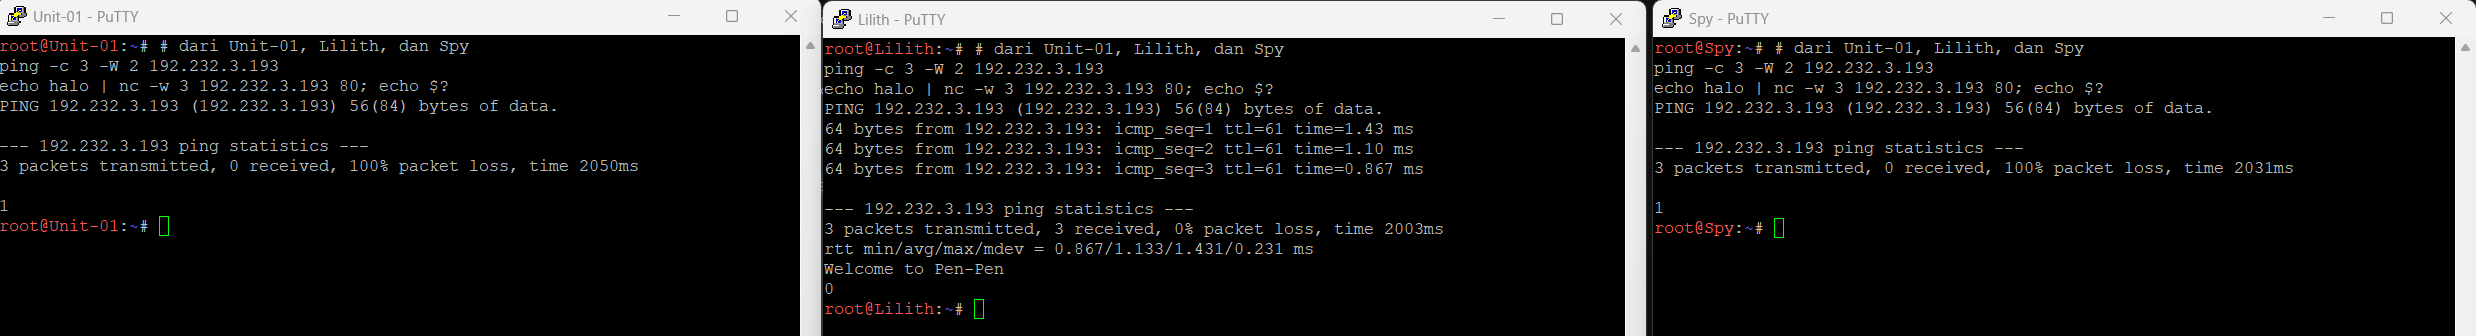 Unit-01 - PuTTY
root@Unit-01:~# # dari Unit-01, Lilith, dan Spy
ping -c 3 -W 2 192.232.3.193
echo halo | nc -w 3 192.232.3.193 80; echo $?
PING 192.232.3.193 (192.232.3.193) 56(84) bytes of data.
--- 192.232.3.193 ping statistics ---
3 packets transmitted, 0 received, 100% packet loss, time 2050ms
1
root@Unit-01:~#
Lilith - PuTTY
root@Lilith:~# # dari Unit-01, Lilith, dan Spy
ping -c 3 -W 2 192.232.3.193
echo halo | nc -w 3 192.232.3.193 80; echo $?
PING 192.232.3.193 (192.232.3.193) 56(84) bytes of data.
64 bytes from 192.232.3.193: icmp_seq=1 ttl=61 time=1.43 ms
64 bytes from 192.232.3.193: icmp_seq=2 ttl=61 time=1.10 ms
64 bytes from 192.232.3.193: icmp_seq=3 ttl=61 time=0.867 ms
--- 192.232.3.193 ping statistics ---
3 packets transmitted, 3 received, 0% packet loss, time 2003ms
rtt min/avg/max/mdev = 0.867/1.133/1.431/0.231 ms
Welcome to Pen-Pen
0
root@Lilith:~#
Spy - PuTTY
root@Spy:~# # dari Unit-01, Lilith, dan Spy
ping -c 3 -W 2 192.232.3.193
echo halo | nc -w 3 192.232.3.193 80; echo $?
PING 192.232.3.193 (192.232.3.193) 56(84) bytes of data.
--- 192.232.3.193 ping statistics ---
3 packets transmitted, 0 received, 100% packet loss, time 2031ms
1
root@Spy:~#